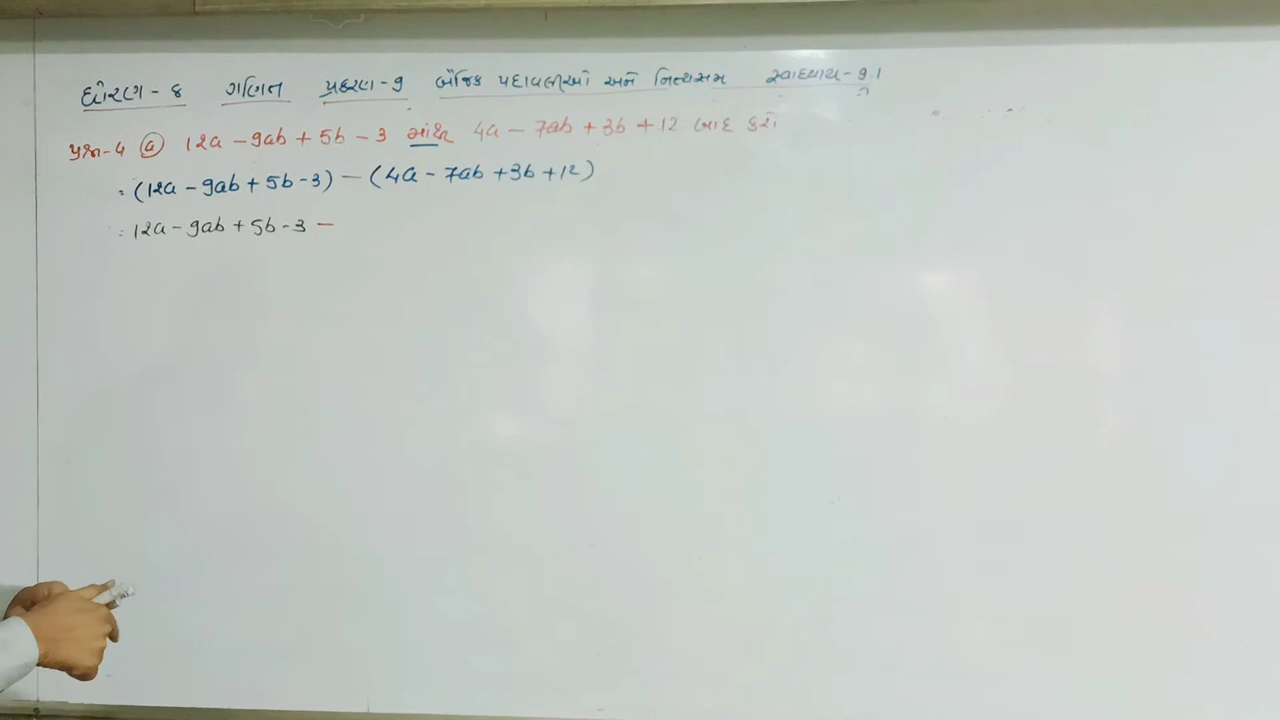 ધોરણ - ૮ ગણિત પ્રકરણ - 9 બૈજિક પદાવલીઓ અને નિત્યસમ સ્વાધ્યાય - 9.1
પ્રશ્ન-4 ⓐ 12a - 9ab + 5b - 3 માંથી 4a - 7ab + 3b + 12 બાદ કરો
= (12a - 9ab + 5b - 3) - (4a - 7ab + 3b + 12)
= 12a - 9ab + 5b - 3 -